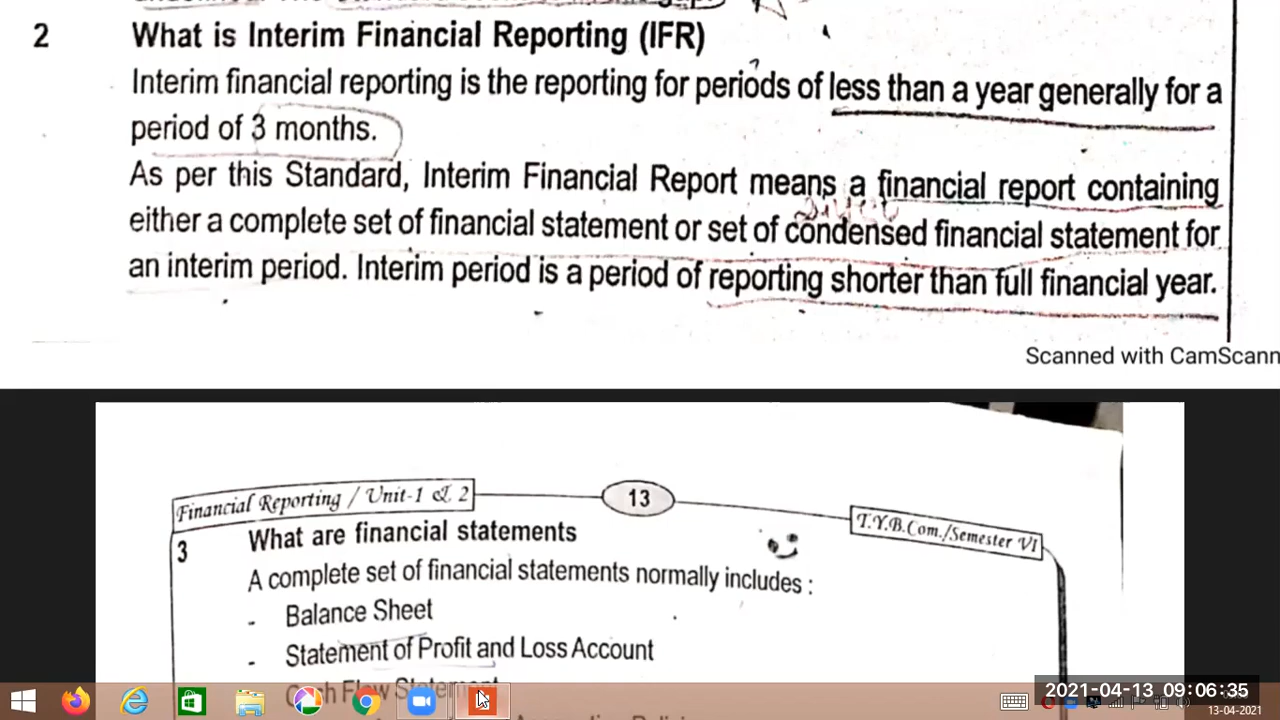 2 What is Interim Financial Reporting (IFR)
Interim financial reporting is the reporting for periods of less than a year generally for a
period of 3 months.
As per this Standard, Interim Financial Report means a financial report containing
either a complete set of financial statement or set of condensed financial statement for
an interim period. Interim period is a period of reporting shorter than full financial year.
Scanned with CamScann
Financial Reporting / Unit-1 & 2
13
T.Y.B.Com./Semester VI
3 What are financial statements
A complete set of financial statements normally includes :
- Balance Sheet
- Statement of Profit and Loss Account
Cash Flow Statement
2021-04-13 09:06:35
13-04-2021